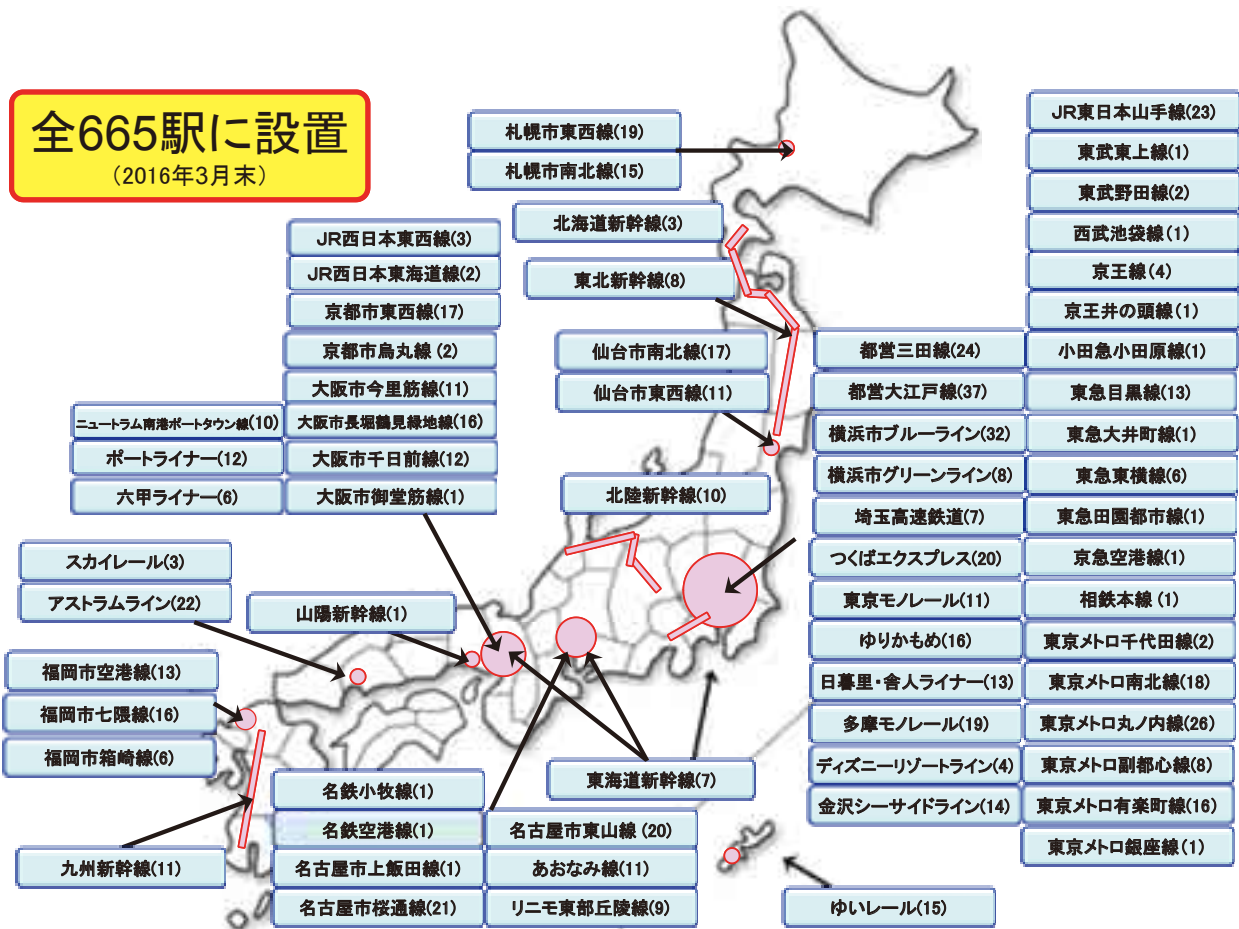 全665駅に設置
(2016年3月末)
札幌市東西線(19)
札幌市南北線(15)
北海道新幹線(3)
東北新幹線(8)
仙台市南北線(17)
仙台市東西線(11)
北陸新幹線(10)
JR西日本東西線(3)
JR西日本東海道線(2)
京都市東西線(17)
京都市烏丸線 (2)
大阪市今里筋線(11)
大阪市長堀鶴見緑地線(16)
大阪市千日前線(12)
大阪市御堂筋線(1)
ニュートラム南港ポートタウン線(10)
ポートライナー(12)
六甲ライナー(6)
スカイレール(3)
アストラムライン(22)
山陽新幹線(1)
福岡市空港線(13)
福岡市七隈線(16)
福岡市箱崎線(6)
九州新幹線(11)
名鉄小牧線(1)
名鉄空港線(1)
名古屋市上飯田線(1)
名古屋市桜通線(21)
名古屋市東山線 (20)
あおなみ線(11)
リニモ東部丘陵線(9)
東海道新幹線(7)
ゆいレール(15)
都営三田線(24)
都営大江戸線(37)
横浜市ブルーライン(32)
横浜市グリーンライン(8)
埼玉高速鉄道(7)
つくばエクスプレス(20)
東京モノレール(11)
ゆりかもめ(16)
日暮里・舎人ライナー(13)
多摩モノレール(19)
ディズニーリゾートライン(4)
金沢シーサイドライン(14)
JR東日本山手線(23)
東武東上線(1)
東武野田線(2)
西武池袋線(1)
京王線(4)
京王井の頭線(1)
小田急小田原線(1)
東急目黒線(13)
東急大井町線(1)
東急東横線(6)
東急田園都市線(1)
京急空港線(1)
相鉄本線 (1)
東京メトロ千代田線(2)
東京メトロ南北線(18)
東京メトロ丸ノ内線(26)
東京メトロ副都心線(8)
東京メトロ有楽町線(16)
東京メトロ銀座線(1)